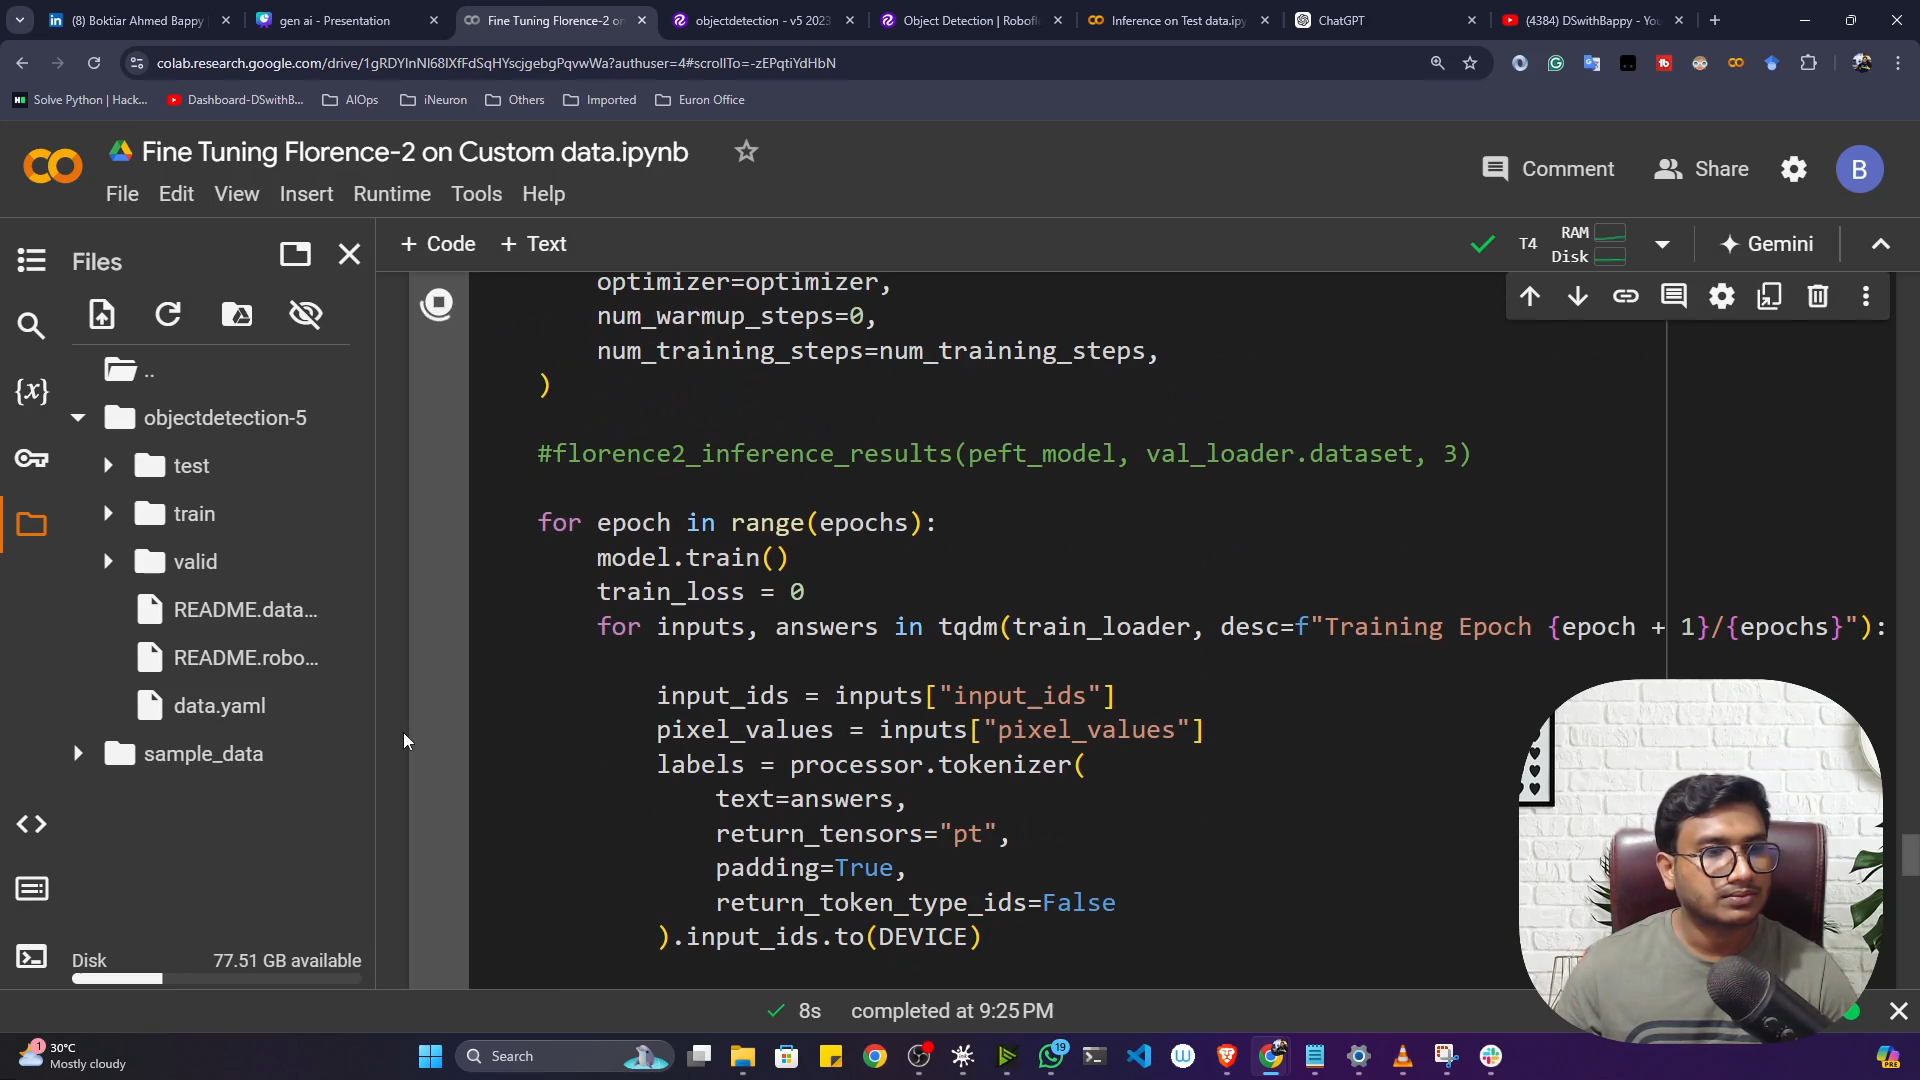 (8) Boktiar Ahmed Bappy
gen ai - Presentation
Fine Tuning Florence-2 on
objectdetection - v5 2023
Object Detection | Robofl
Inference on Test data.ipy
ChatGPT
(4384) DSwithBappy - You
colab.research.google.com/drive/1gRDYlnNl68IXfFdSqHYscjgebgPqvwWa?authuser=4#scrollTo=-zEPqtiYdHbN
Solve Python | Hack...
Dashboard-DSwithB...
AIOps
iNeuron
Others
Imported
Euron Office
Fine Tuning Florence-2 on Custom data.ipynb
Comment
Share
B
File Edit View Insert Runtime Tools Help
Files
+ Code + Text
T4
RAM
Disk
Gemini
..
objectdetection-5
test
train
valid
README.data...
README.robo...
data.yaml
sample_data
Disk 77.51 GB available
optimizer=optimizer,
num_warmup_steps=0,
num_training_steps=num_training_steps,
)
#florence2_inference_results(peft_model, val_loader.dataset, 3)
for epoch in range(epochs):
model.train()
train_loss = 0
for inputs, answers in tqdm(train_loader, desc=f"Training Epoch {epoch + 1}/{epochs}"):
input_ids = inputs["input_ids"]
pixel_values = inputs["pixel_values"]
labels = processor.tokenizer(
text=answers,
return_tensors="pt",
padding=True,
return_token_type_ids=False
).input_ids.to(DEVICE)
8s completed at 9:25 PM
1
30°C
Mostly cloudy
Search
19